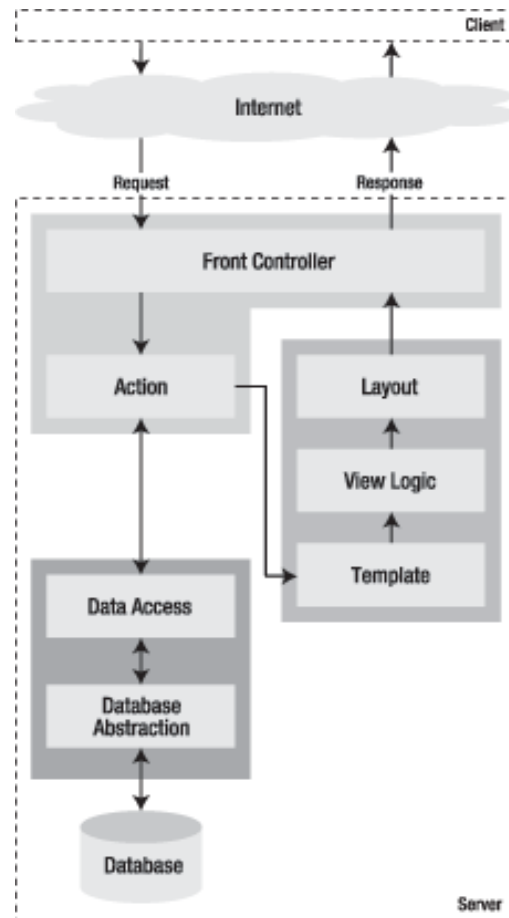 Client
Internet
Request
Response
Front Controller
Action
Layout
View Logic
Template
Data Access
Database
Abstraction
Database
Server